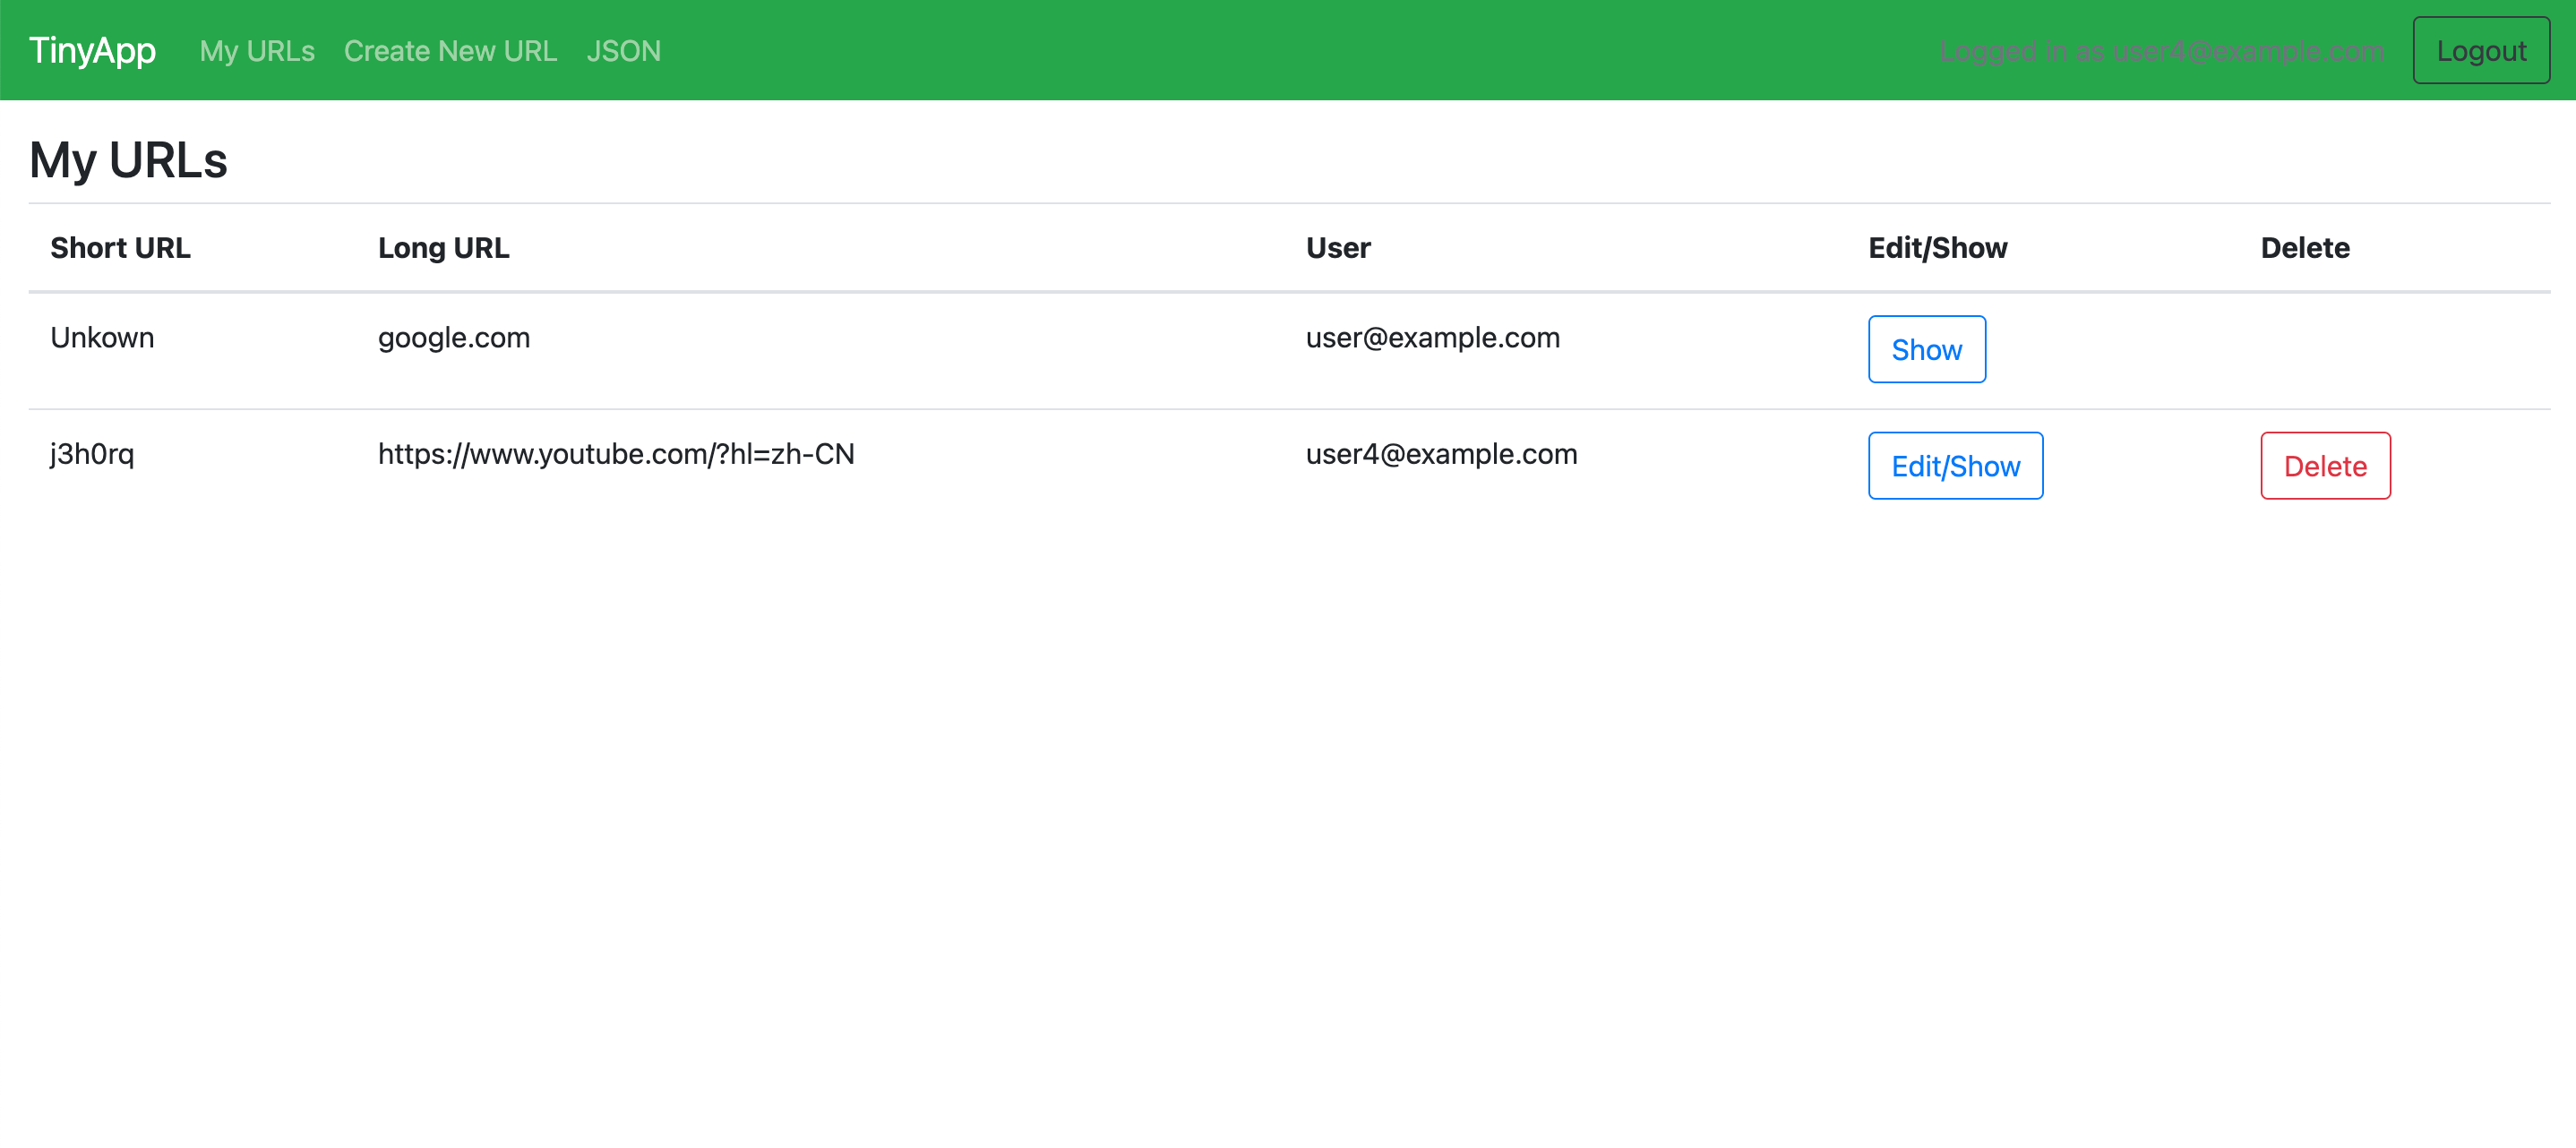 TinyApp My URLs Create New URL JSON Logged in as user4@example.com Logout
My URLs
Short URL Long URL User Edit/Show Delete
Unkown google.com user@example.com Show
j3h0rq https://www.youtube.com/?hl=zh-CN user4@example.com Edit/Show Delete